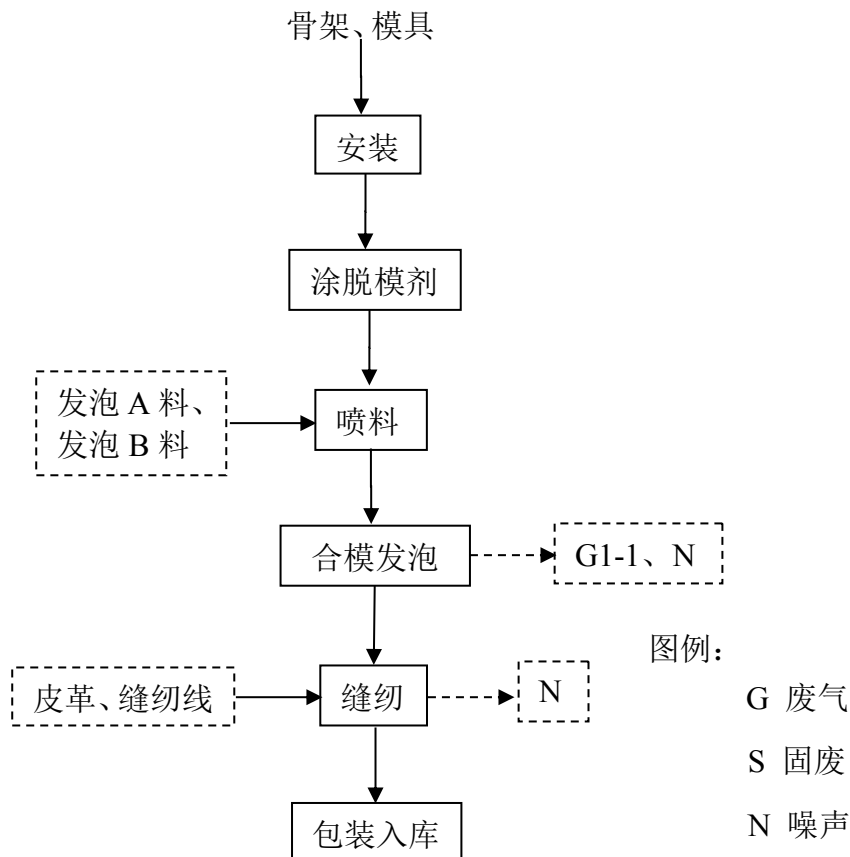 骨架、模具
安装
涂脱模剂
发泡 A 料、
发泡 B 料
喷料
合模发泡
G1-1、N
图例：
皮革、缝纫线
缝纫
N
G 废气
S 固废
包装入库
N 噪声